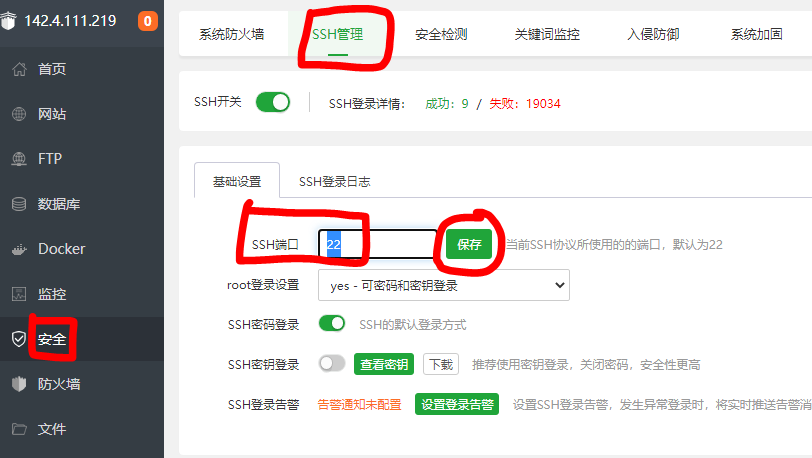 142.4.111.219 0
首页
网站
FTP
数据库
Docker
监控
安全
防火墙
文件
系统防火墙 SSH管理 安全检测 关键词监控 入侵防御 系统加固
SSH开关 SSH登录详情： 成功：9 / 失败：19034
基础设置 SSH登录日志
SSH端口 22 保存 当前SSH协议所使用的的端口，默认为22
root登录设置 yes - 可密码和密钥登录
SSH密码登录 SSH的默认登录方式
SSH密钥登录 查看密钥 下载 推荐使用密钥登录，关闭密码，安全性更高
SSH登录告警 告警通知未配置 设置登录告警 设置SSH登录告警，发生异常登录时，将实时推送告警消